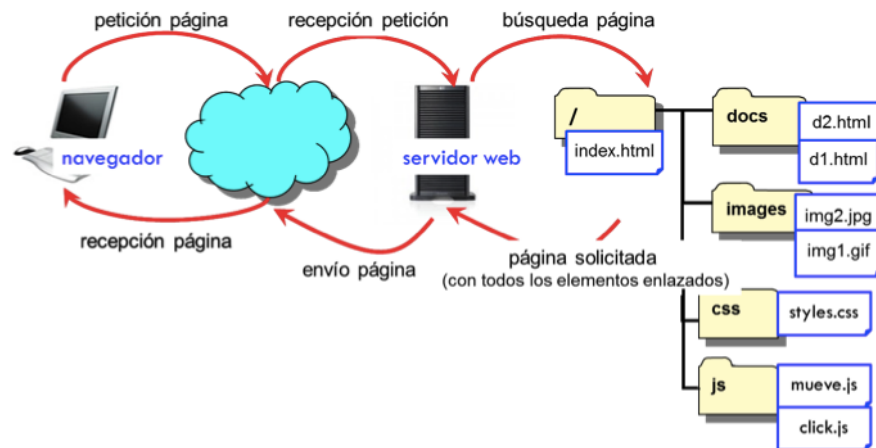 petición página
recepción petición
búsqueda página
navegador
servidor web
/
index.html
docs
d2.html
d1.html
images
img2.jpg
img1.gif
recepción página
envío página
página solicitada
(con todos los elementos enlazados)
css
styles.css
js
mueve.js
click.js